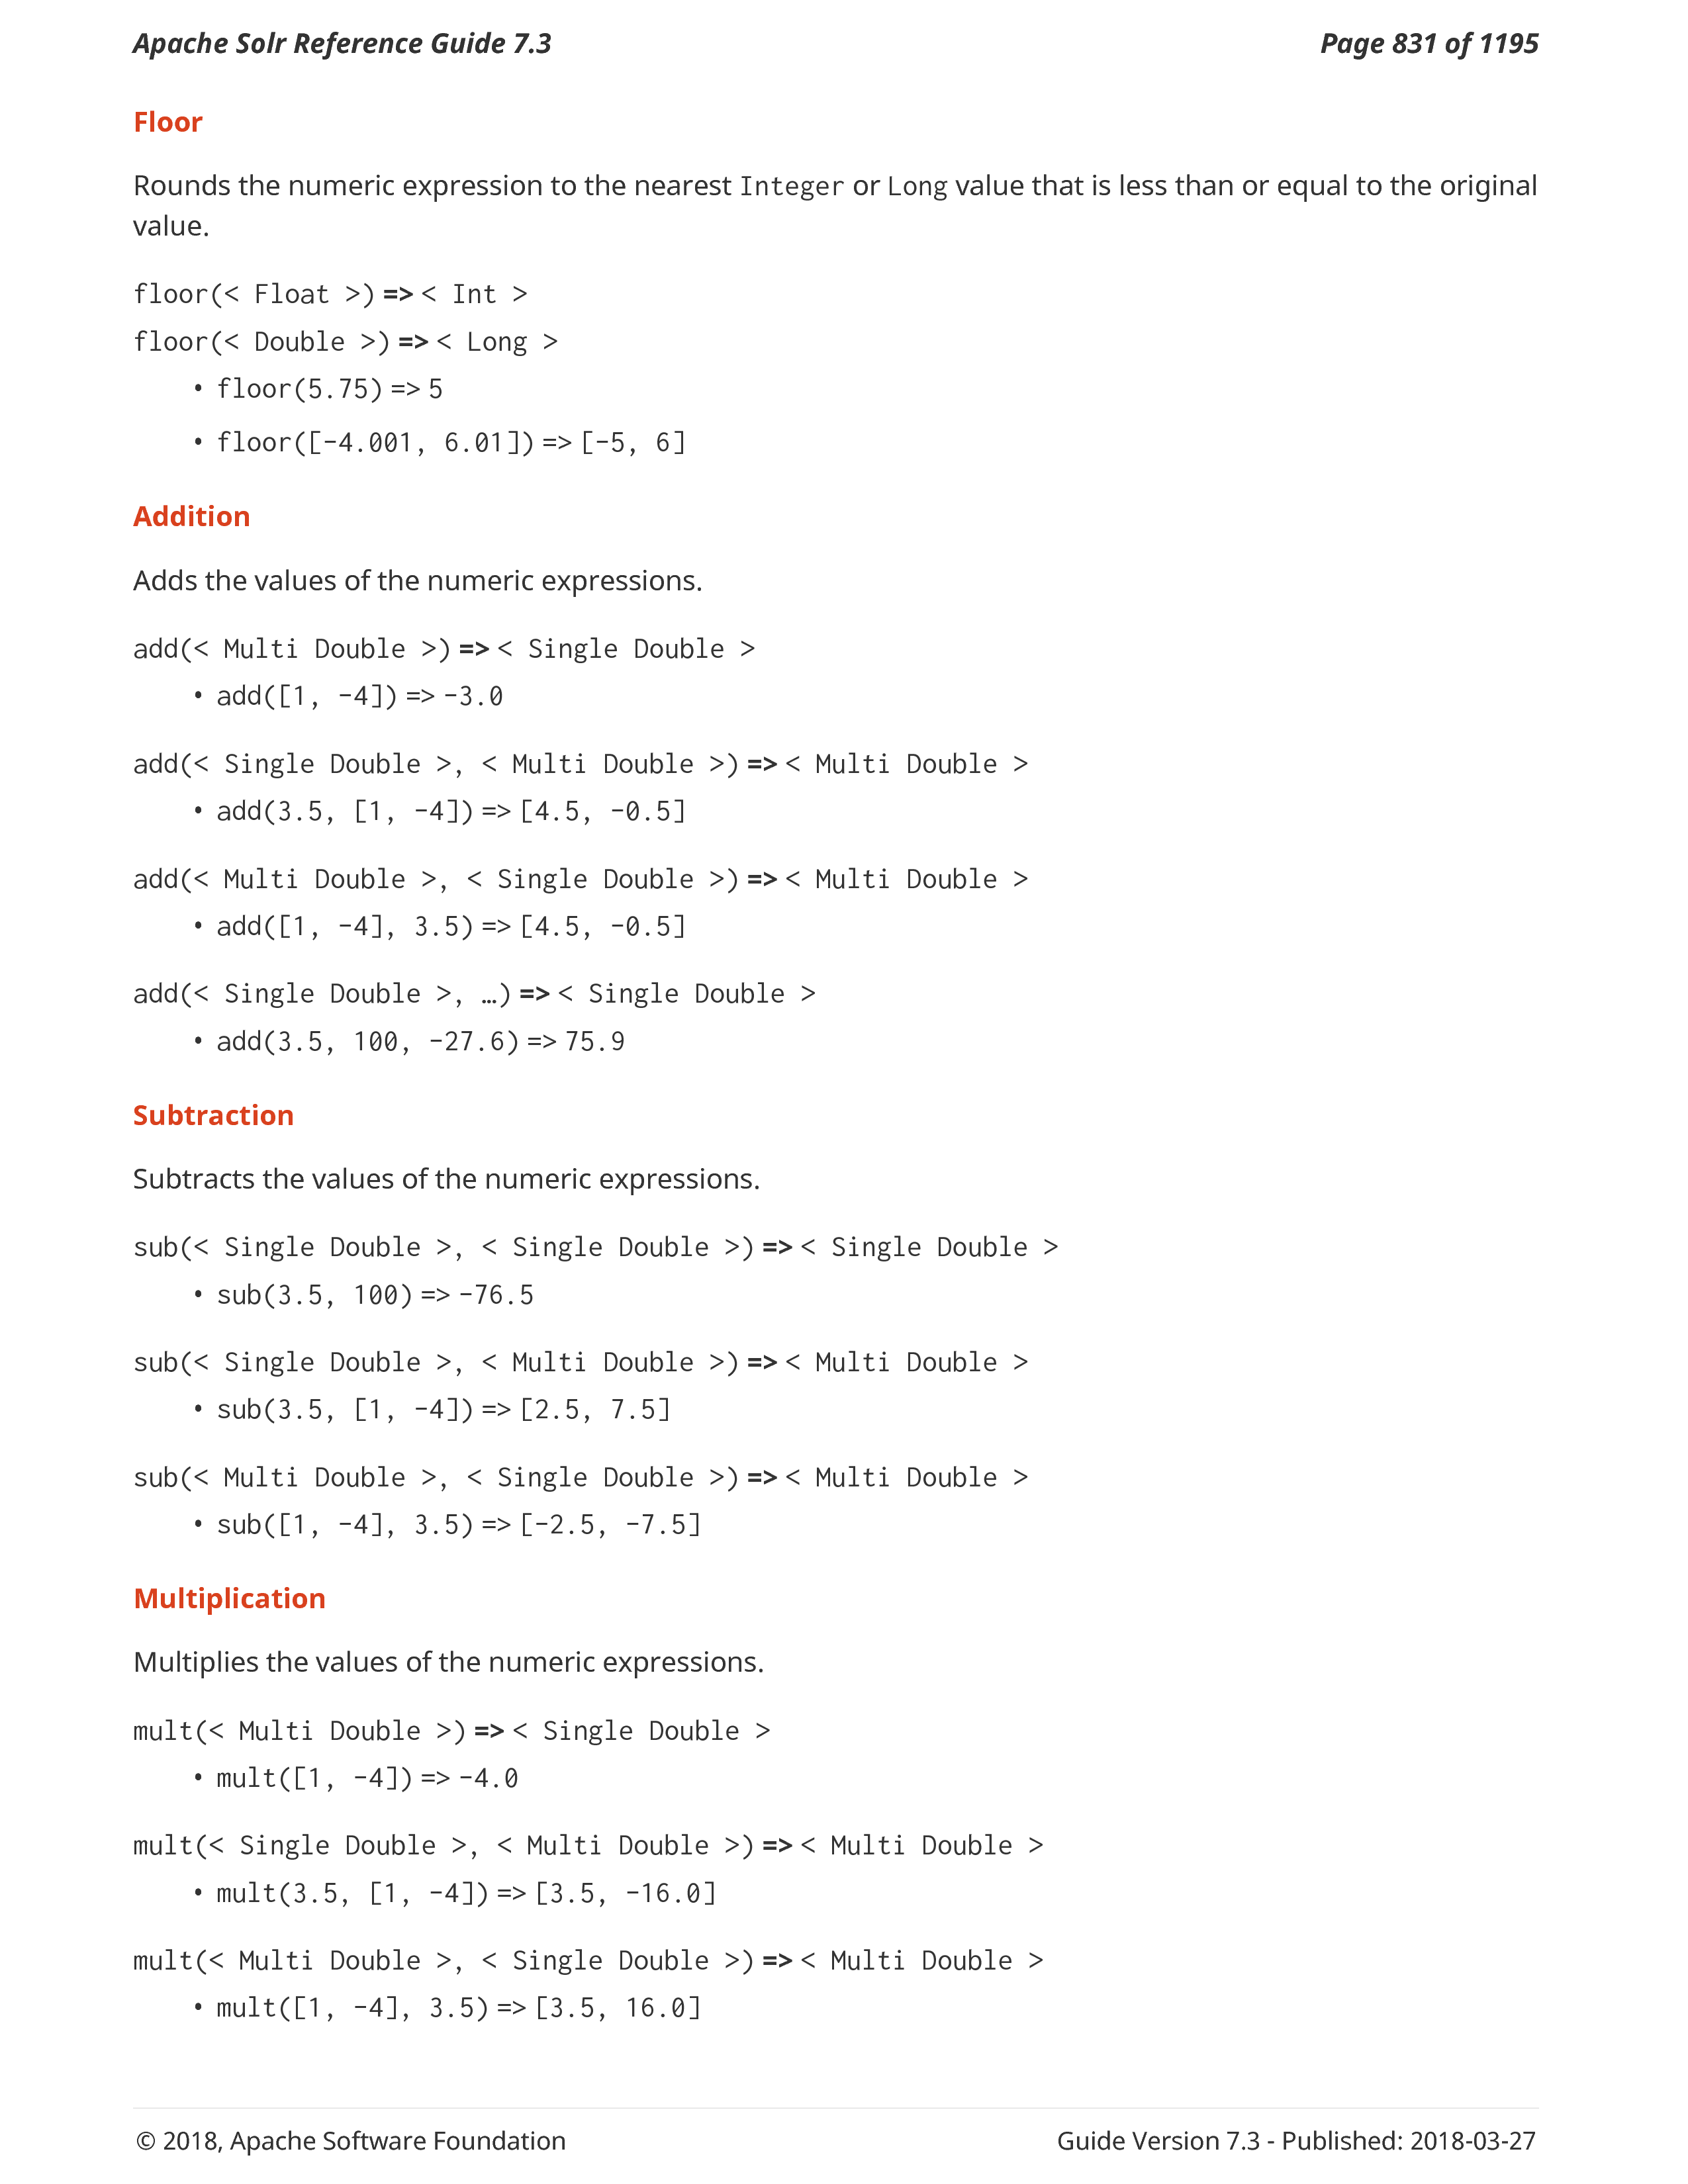 Apache Solr Reference Guide 7.3 Page 831 of 1195
Floor
Rounds the numeric expression to the nearest Integer or Long value that is less than or equal to the original
value.
floor(< Float >) => < Int >
floor(< Double >) => < Long >
• floor(5.75) => 5
• floor([-4.001, 6.01]) => [-5, 6]
Addition
Adds the values of the numeric expressions.
add(< Multi Double >) => < Single Double >
• add([1, -4]) => -3.0
add(< Single Double >, < Multi Double >) => < Multi Double >
• add(3.5, [1, -4]) => [4.5, -0.5]
add(< Multi Double >, < Single Double >) => < Multi Double >
• add([1, -4], 3.5) => [4.5, -0.5]
add(< Single Double >, …) => < Single Double >
• add(3.5, 100, -27.6) => 75.9
Subtraction
Subtracts the values of the numeric expressions.
sub(< Single Double >, < Single Double >) => < Single Double >
• sub(3.5, 100) => -76.5
sub(< Single Double >, < Multi Double >) => < Multi Double >
• sub(3.5, [1, -4]) => [2.5, 7.5]
sub(< Multi Double >, < Single Double >) => < Multi Double >
• sub([1, -4], 3.5) => [-2.5, -7.5]
Multiplication
Multiplies the values of the numeric expressions.
mult(< Multi Double >) => < Single Double >
• mult([1, -4]) => -4.0
mult(< Single Double >, < Multi Double >) => < Multi Double >
• mult(3.5, [1, -4]) => [3.5, -16.0]
mult(< Multi Double >, < Single Double >) => < Multi Double >
• mult([1, -4], 3.5) => [3.5, 16.0]
© 2018, Apache Software Foundation Guide Version 7.3 - Published: 2018-03-27